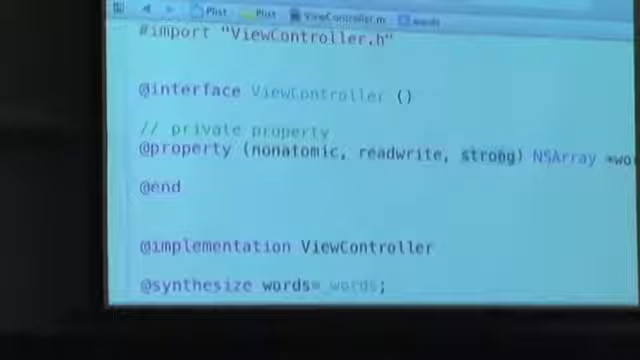 Plist Plist ViewController.m words
#import "ViewController.h"
@interface ViewController ()
// private property
@property (nonatomic, readwrite, strong) NSArray *wo
@end
@implementation ViewController
@synthesize words=_words;